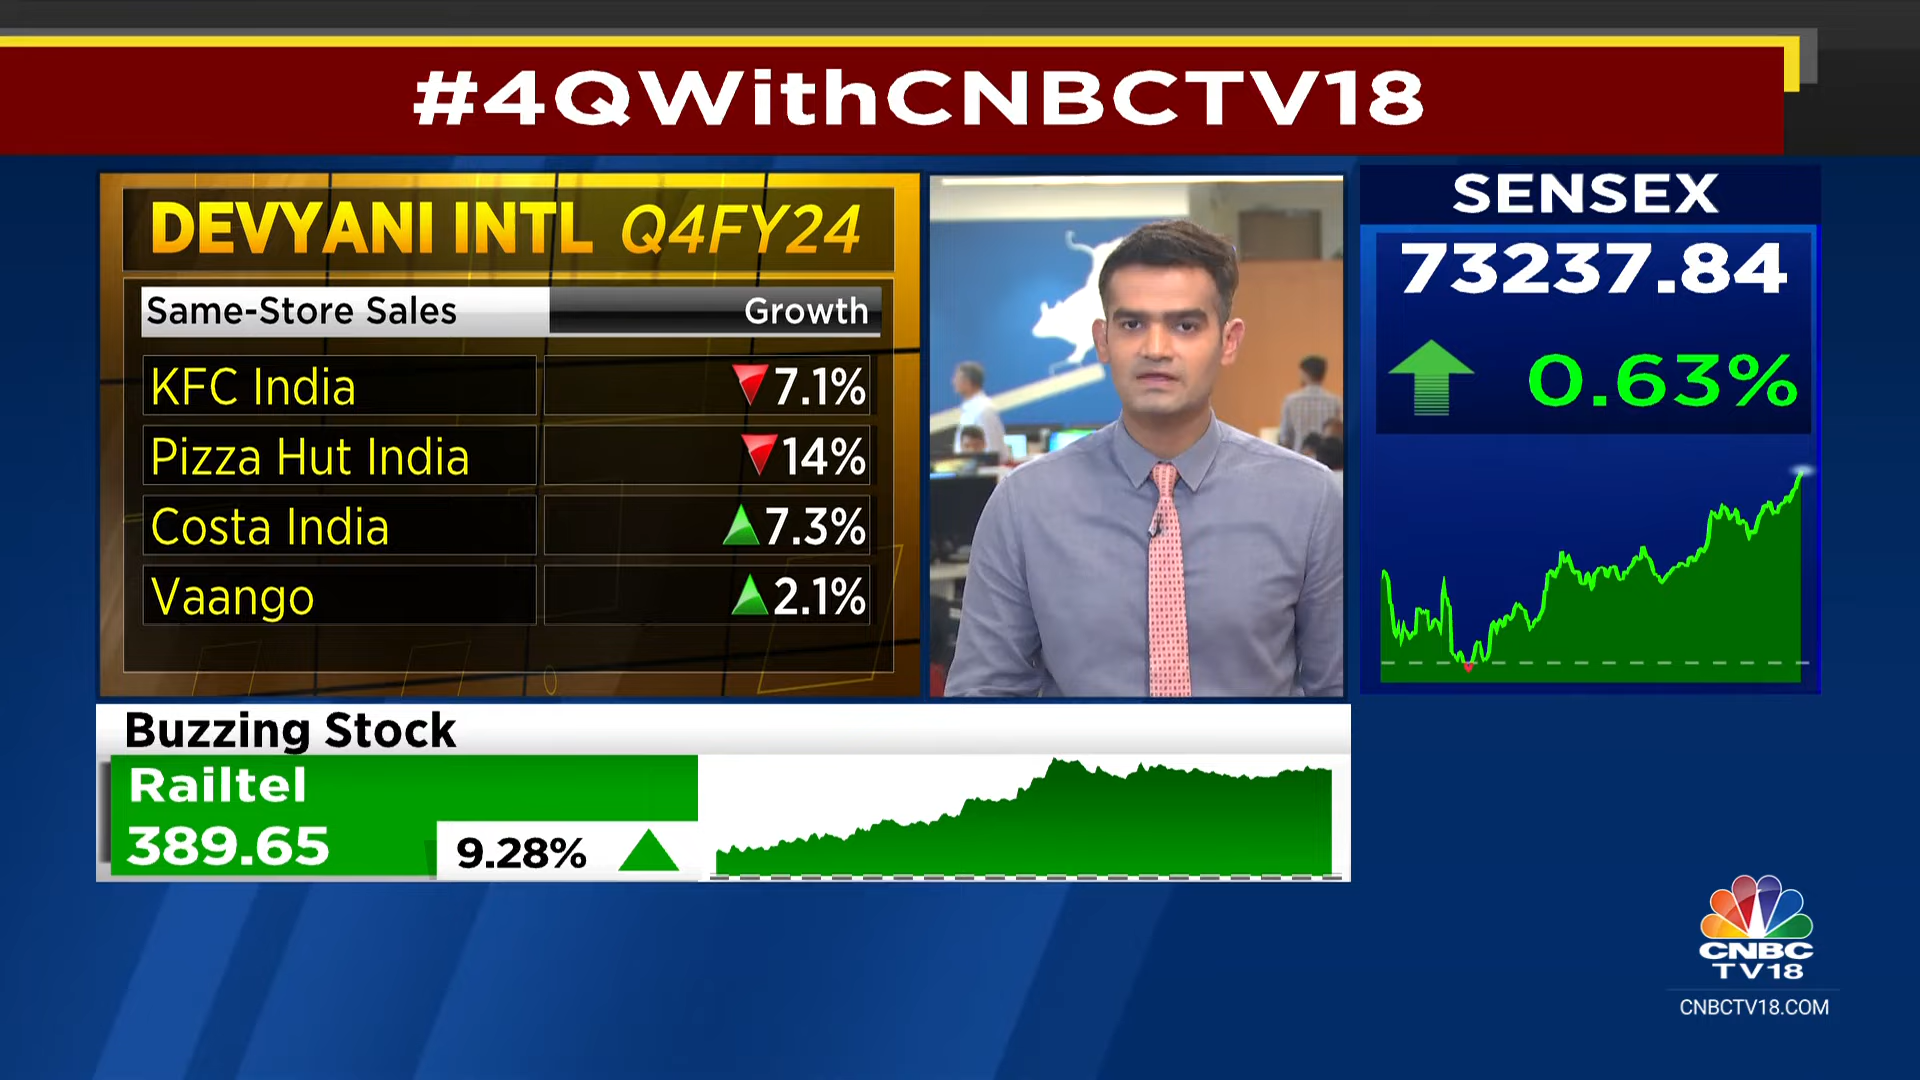 #4QWithCNBCTV18
DEVYANI INTL Q4FY24
Same-Store Sales Growth
KFC India 7.1%
Pizza Hut India 14%
Costa India 7.3%
Vaango 2.1%
SENSEX
73237.84
0.63%
Buzzing Stock
Railtel
389.65
9.28%
CNBC
TV18
CNBCTV18.COM